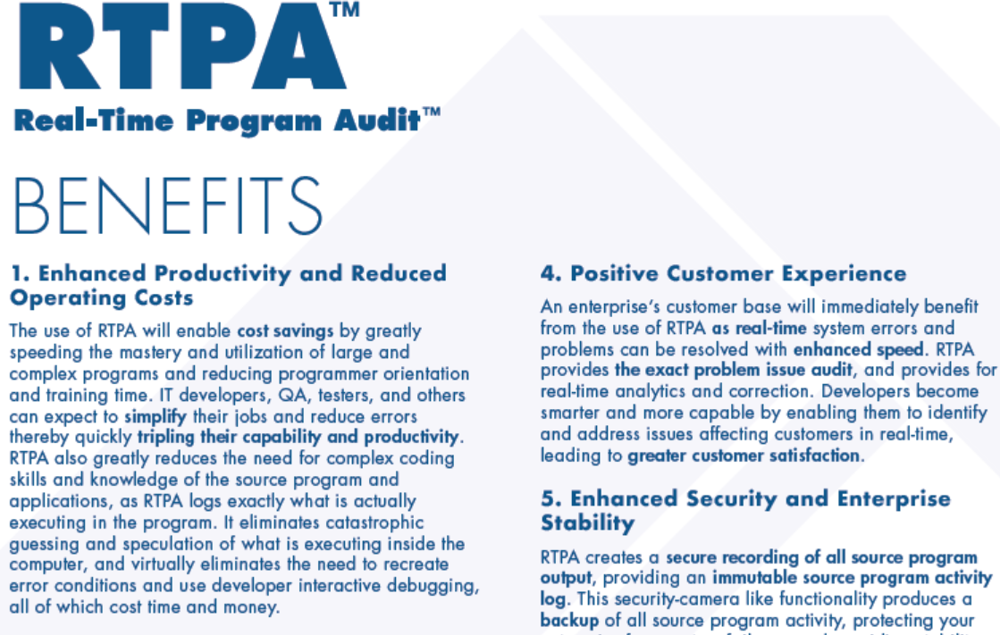 RTPA™
Real-Time Program Audit™
BENEFITS
1. Enhanced Productivity and Reduced
Operating Costs
The use of RTPA will enable cost savings by greatly
speeding the mastery and utilization of large and
complex programs and reducing programmer orientation
and training time. IT developers, QA, testers, and others
can expect to simplify their jobs and reduce errors
thereby quickly tripling their capability and productivity.
RTPA also greatly reduces the need for complex coding
skills and knowledge of the source program and
applications, as RTPA logs exactly what is actually
executing in the program. It eliminates catastrophic
guessing and speculation of what is executing inside the
computer, and virtually eliminates the need to recreate
error conditions and use developer interactive debugging,
all of which cost time and money.
4. Positive Customer Experience
An enterprise’s customer base will immediately benefit
from the use of RTPA as real-time system errors and
problems can be resolved with enhanced speed. RTPA
provides the exact problem issue audit, and provides for
real-time analytics and correction. Developers become
smarter and more capable by enabling them to identify
and address issues affecting customers in real-time,
leading to greater customer satisfaction.
5. Enhanced Security and Enterprise
Stability
RTPA creates a secure recording of all source program
output, providing an immutable source program activity
log. This security-camera like functionality produces a
backup of all source program activity, protecting your